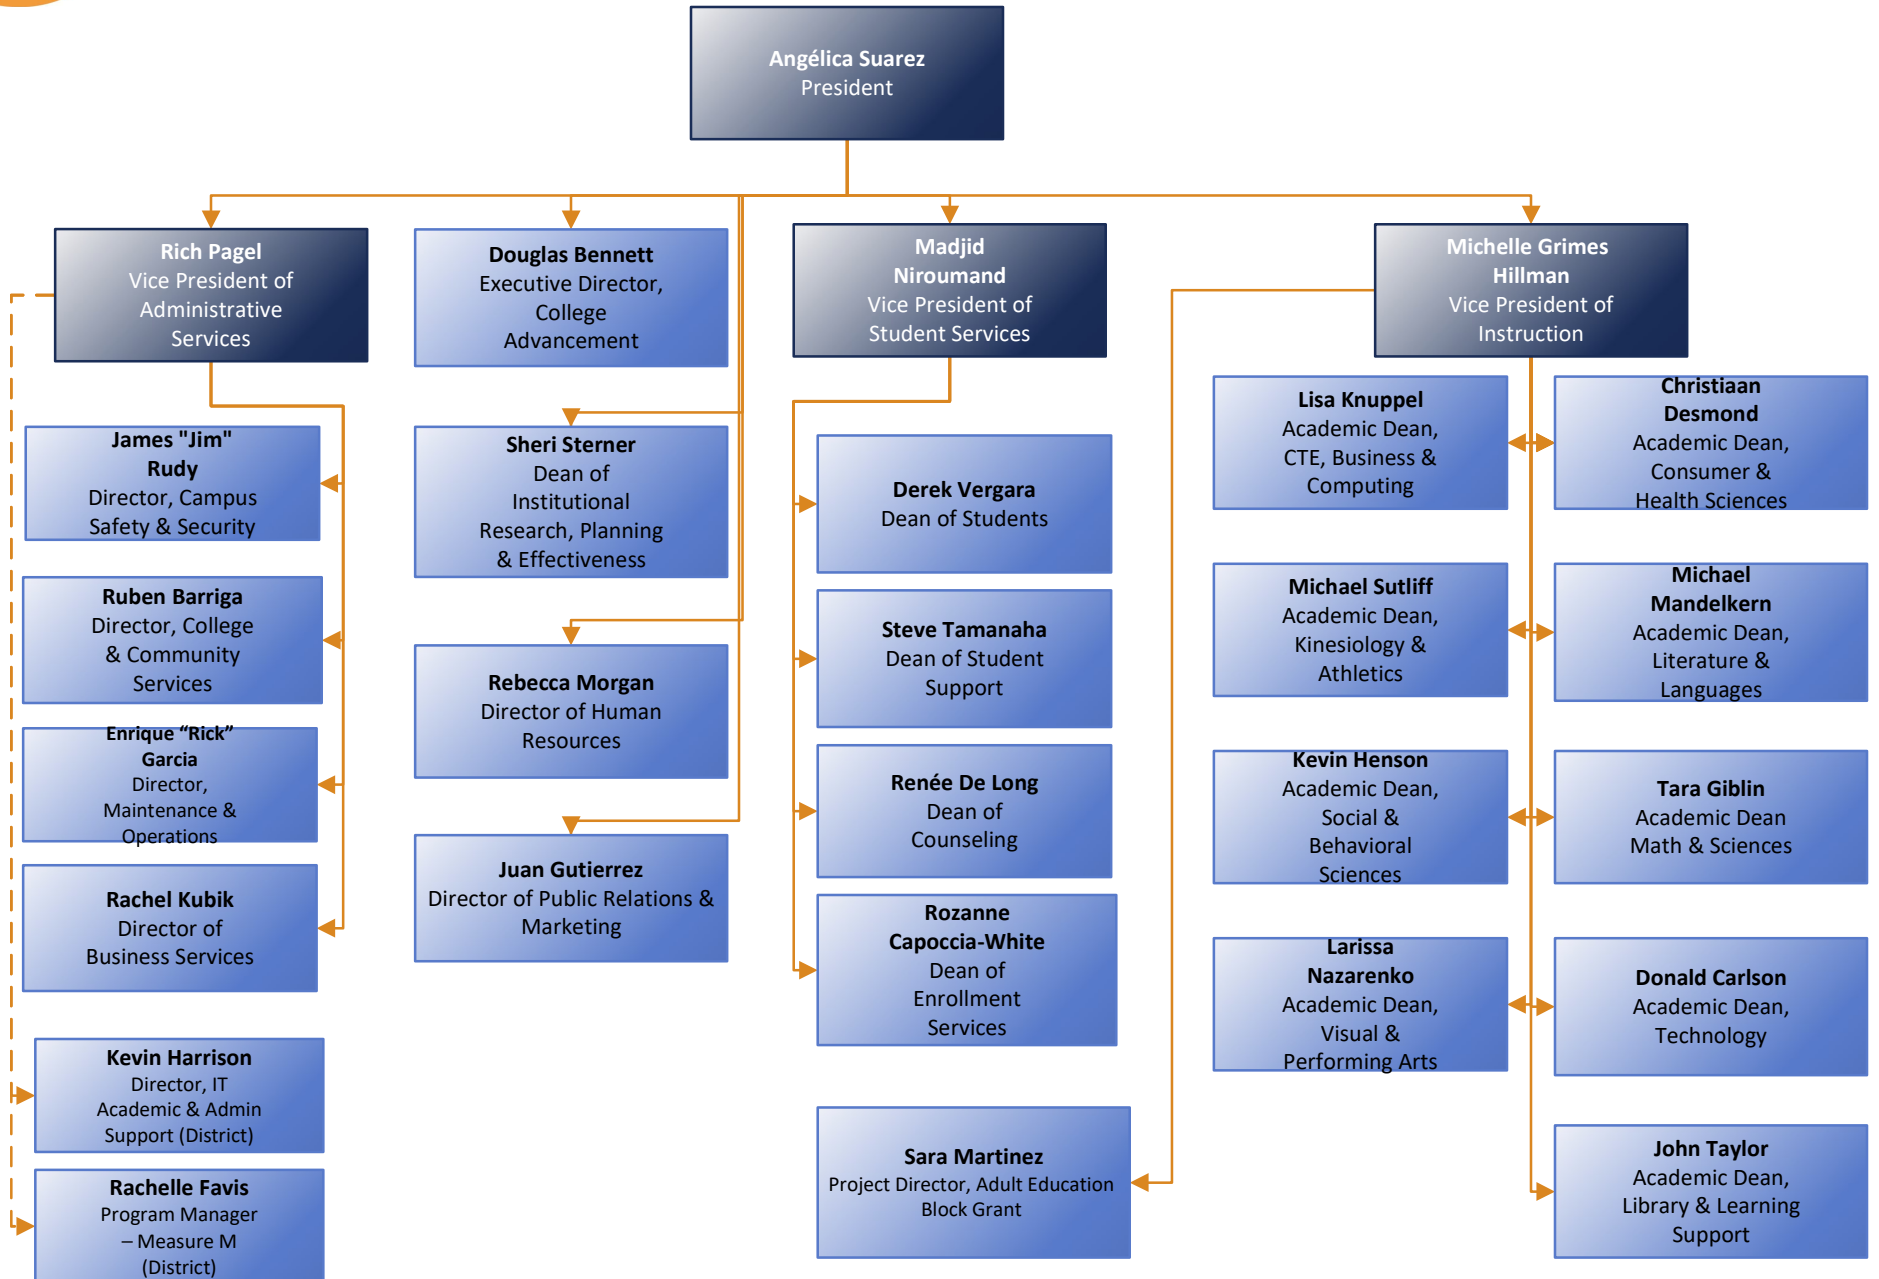 Angélica Suarez
President
Rich Pagel
Vice President of
Administrative
Services
Douglas Bennett
Executive Director,
College
Advancement
Madjid
Niroumand
Vice President of
Student Services
Michelle Grimes
Hillman
Vice President of
Instruction
James "Jim"
Rudy
Director, Campus
Safety & Security
Ruben Barriga
Director, College
& Community
Services
Enrique “Rick”
Garcia
Director,
Maintenance &
Operations
Rachel Kubik
Director of
Business Services
Kevin Harrison
Director, IT
Academic & Admin
Support (District)
Rachelle Favis
Program Manager
– Measure M
(District)
Sheri Sterner
Dean of
Institutional
Research, Planning
& Effectiveness
Rebecca Morgan
Director of Human
Resources
Juan Gutierrez
Director of Public Relations &
Marketing
Derek Vergara
Dean of Students
Steve Tamanaha
Dean of Student
Support
Renée De Long
Dean of
Counseling
Rozanne
Capoccia-White
Dean of
Enrollment
Services
Sara Martinez
Project Director, Adult Education
Block Grant
Lisa Knuppel
Academic Dean,
CTE, Business &
Computing
Christiaan
Desmond
Academic Dean,
Consumer &
Health Sciences
Michael Sutliff
Academic Dean,
Kinesiology &
Athletics
Michael
Mandelkern
Academic Dean,
Literature &
Languages
Kevin Henson
Academic Dean,
Social &
Behavioral
Sciences
Tara Giblin
Academic Dean
Math & Sciences
Larissa
Nazarenko
Academic Dean,
Visual &
Performing Arts
Donald Carlson
Academic Dean,
Technology
John Taylor
Academic Dean,
Library & Learning
Support